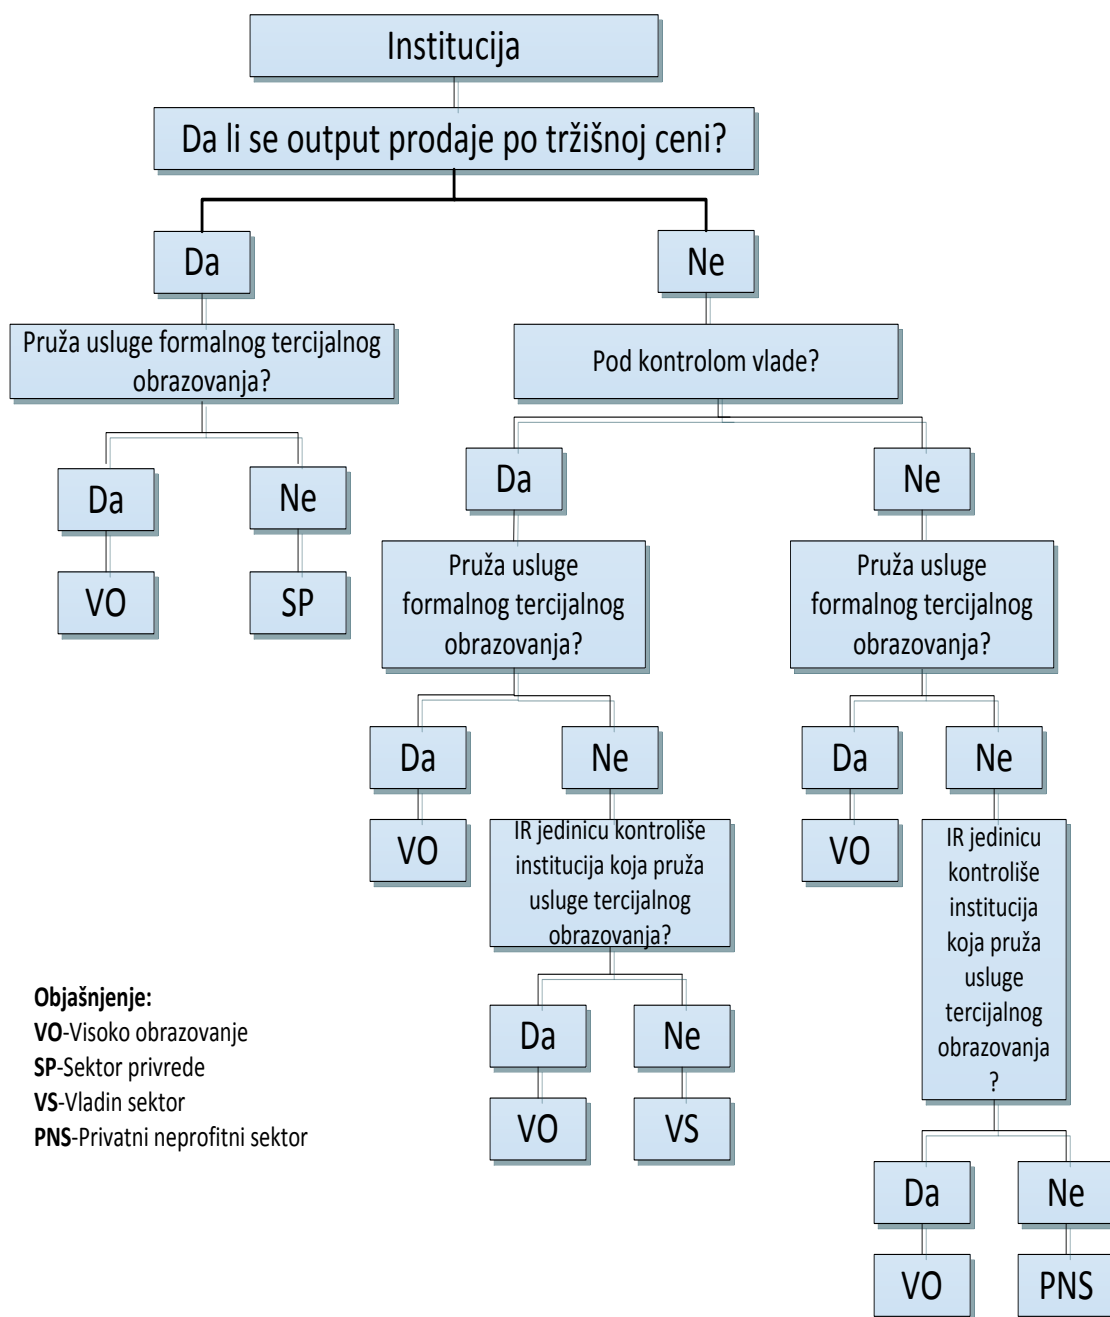 Institucija
Da li se output prodaje po tržišnoj ceni?
Da
Ne
Pruža usluge formalnog tercijalnog
obrazovanja?
Pod kontrolom vlade?
Da
Ne
Da
Ne
VO
SP
Pruža usluge
formalnog tercijalnog
obrazovanja?
Pruža usluge
formalnog tercijalnog
obrazovanja?
Da
Ne
Da
Ne
VO
IR jedinicu kontroliše
institucija koja pruža
usluge tercijalnog
obrazovanja?
VO
IR jedinicu
kontroliše
institucija
koja pruža
usluge
tercijalnog
obrazovanja
?
Da
Ne
VO
VS
Da
Ne
VO
PNS
Objašnjenje:
VO-Visoko obrazovanje
SP-Sektor privrede
VS-Vladin sektor
PNS-Privatni neprofitni sektor